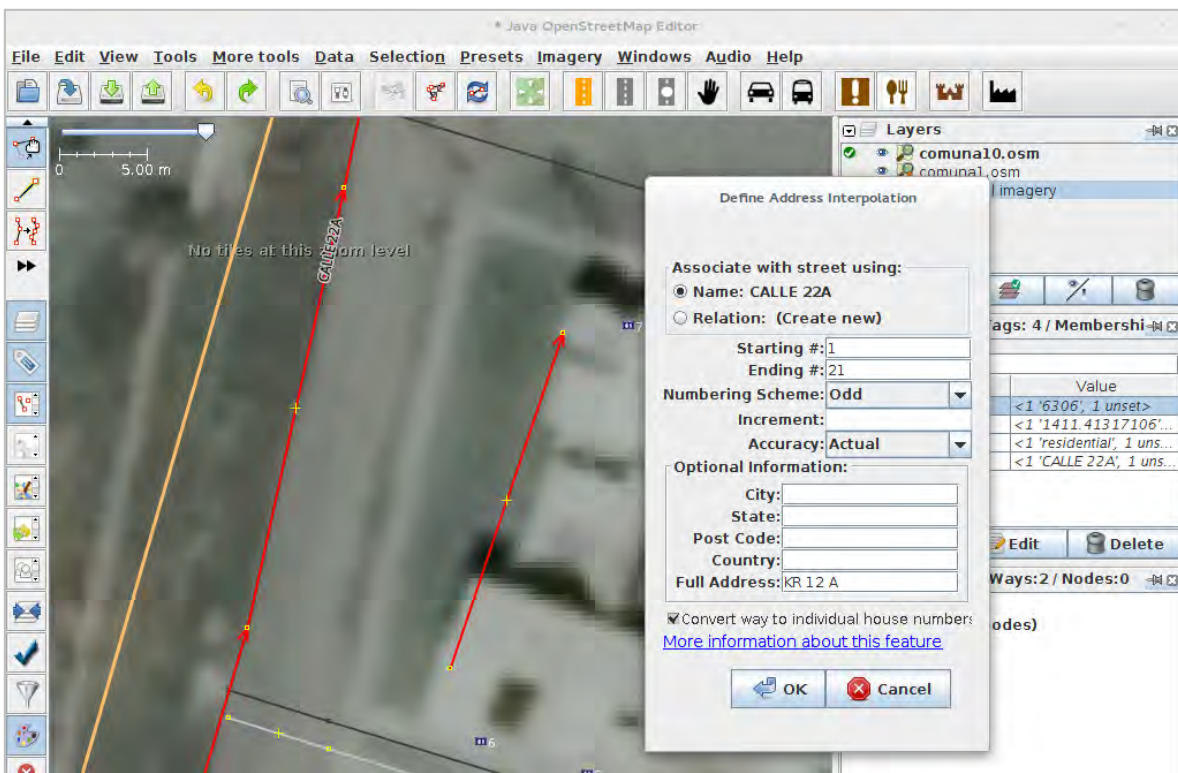 * Java OpenStreetMap Editor
File Edit View Tools More tools Data Selection Presets Imagery Windows Audio Help
0 5.00 m
No tiles at this zoom level
CALLE 22A
7
6
Layers
comuna10.osm
comuna1.osm
imagery
Define Address Interpolation
Associate with street using:
Name: CALLE 22A
Relation: (Create new)
Starting #: 1
Ending #: 21
Numbering Scheme: Odd
Increment:
Accuracy: Actual
Optional Information:
City:
State:
Post Code:
Country:
Full Address: KR 12 A
Convert way to individual house numbers
More information about this feature
OK Cancel
ags: 4 / Membershi
Value
<1 '6306', 1 unset>
<1 '1411.41317106'...
<1 'residential', 1 uns...
<1 'CALLE 22A', 1 uns...
Edit Delete
Ways:2 / Nodes:0
odes)